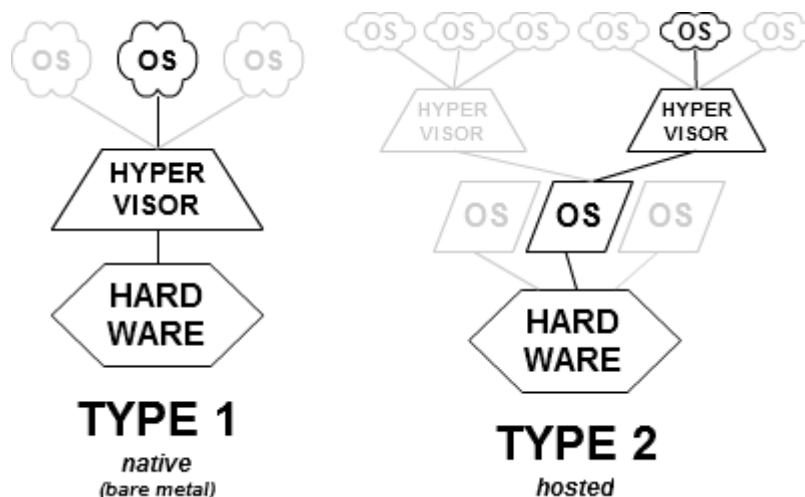 OS
OS
OS
HYPER
VISOR
HARD
WARE
TYPE 1
native
(bare metal)
OS
OS
OS
OS
OS
OS
HYPER
VISOR
HYPER
VISOR
OS
OS
OS
HARD
WARE
TYPE 2
hosted